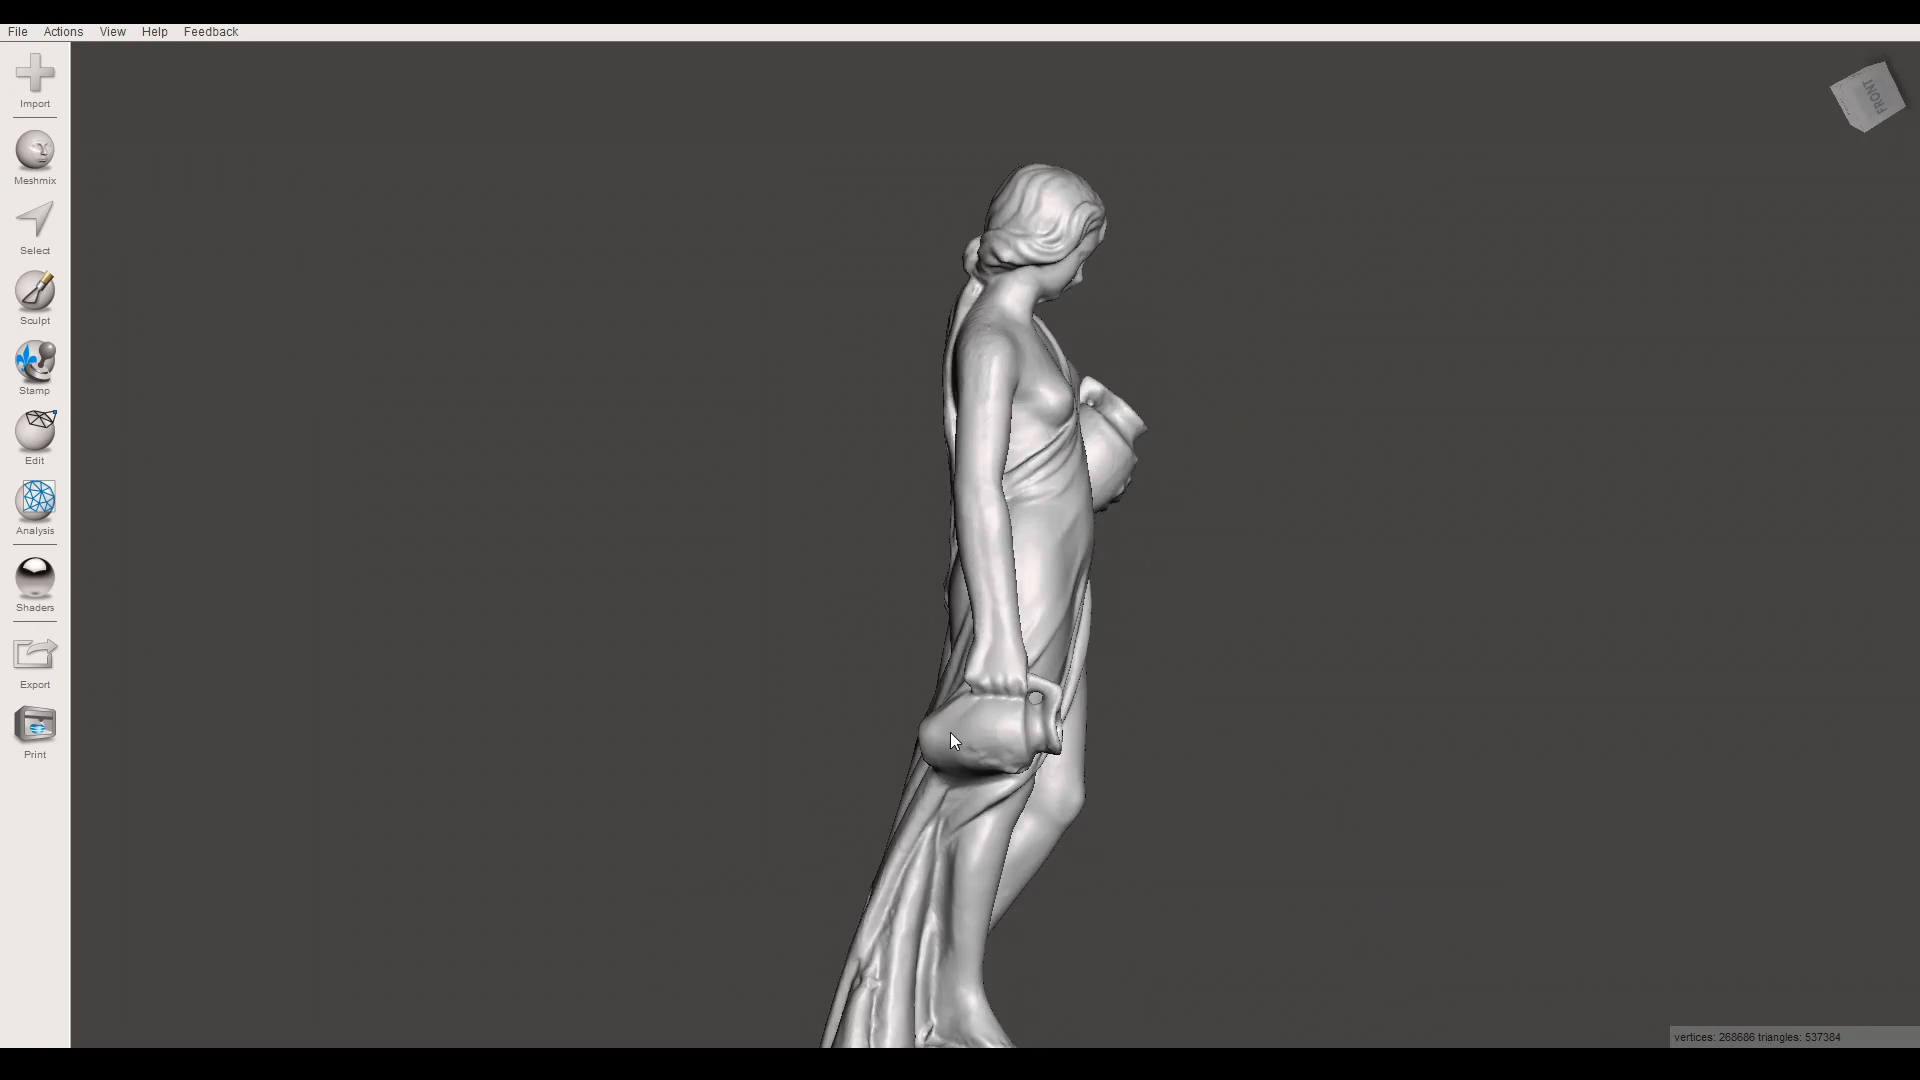 File Actions View Help Feedback
Import
FRONT
Meshmix
Select
Sculpt
Stamp
Edit
Analysis
Shaders
Export
Print
vertices: 268686 triangles: 537384